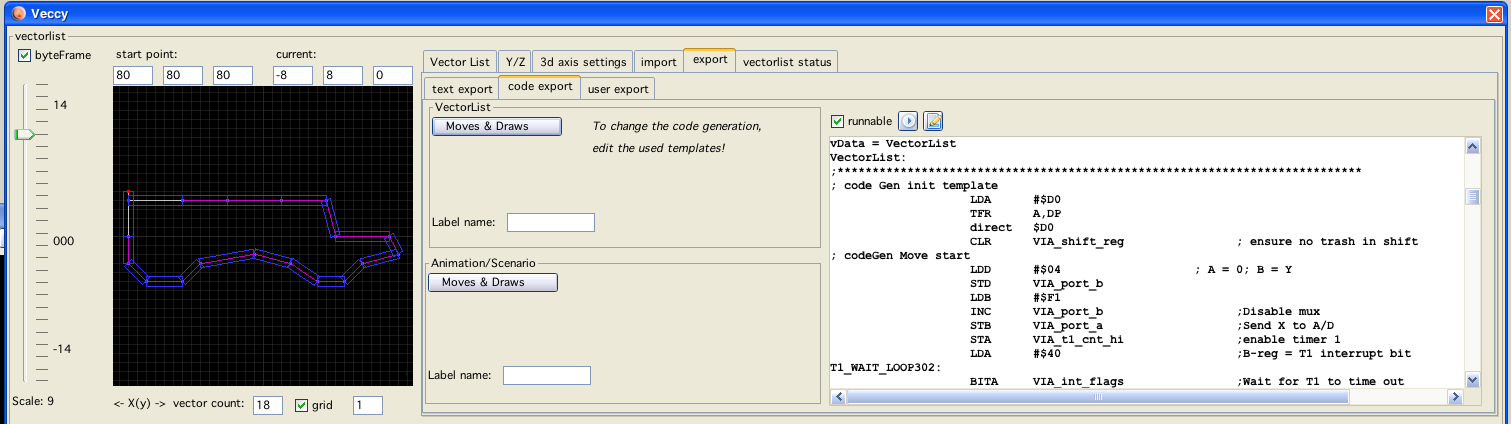 Veccy
vectorlist
byteFrame
start point:
current:
80 80 80 -8 8 0
14
000
-14
Scale: 9
<- X(y) -> vector count: 18 grid 1
Vector List Y/Z 3d axis settings import export vectorlist status
text export code export user export
VectorList
Moves & Draws
To change the code generation,
edit the used templates!
Label name:
Animation/Scenario
Moves & Draws
Label name:
runnable
vData = VectorList
VectorList:
;****************************************************************************
; code Gen init template
LDA #$D0
TFR A,DP
direct $D0
CLR VIA_shift_reg ; ensure no trash in shift
; codeGen Move start
LDD #$04 ; A = 0; B = Y
STD VIA_port_b
LDB #$F1
INC VIA_port_b ;Disable mux
STB VIA_port_a ;Send X to A/D
STA VIA_t1_cnt_hi ;enable timer 1
LDA #$40 ;B-reg = T1 interrupt bit
T1_WAIT_LOOP302:
BITA VIA_int_flags ;Wait for T1 to time out